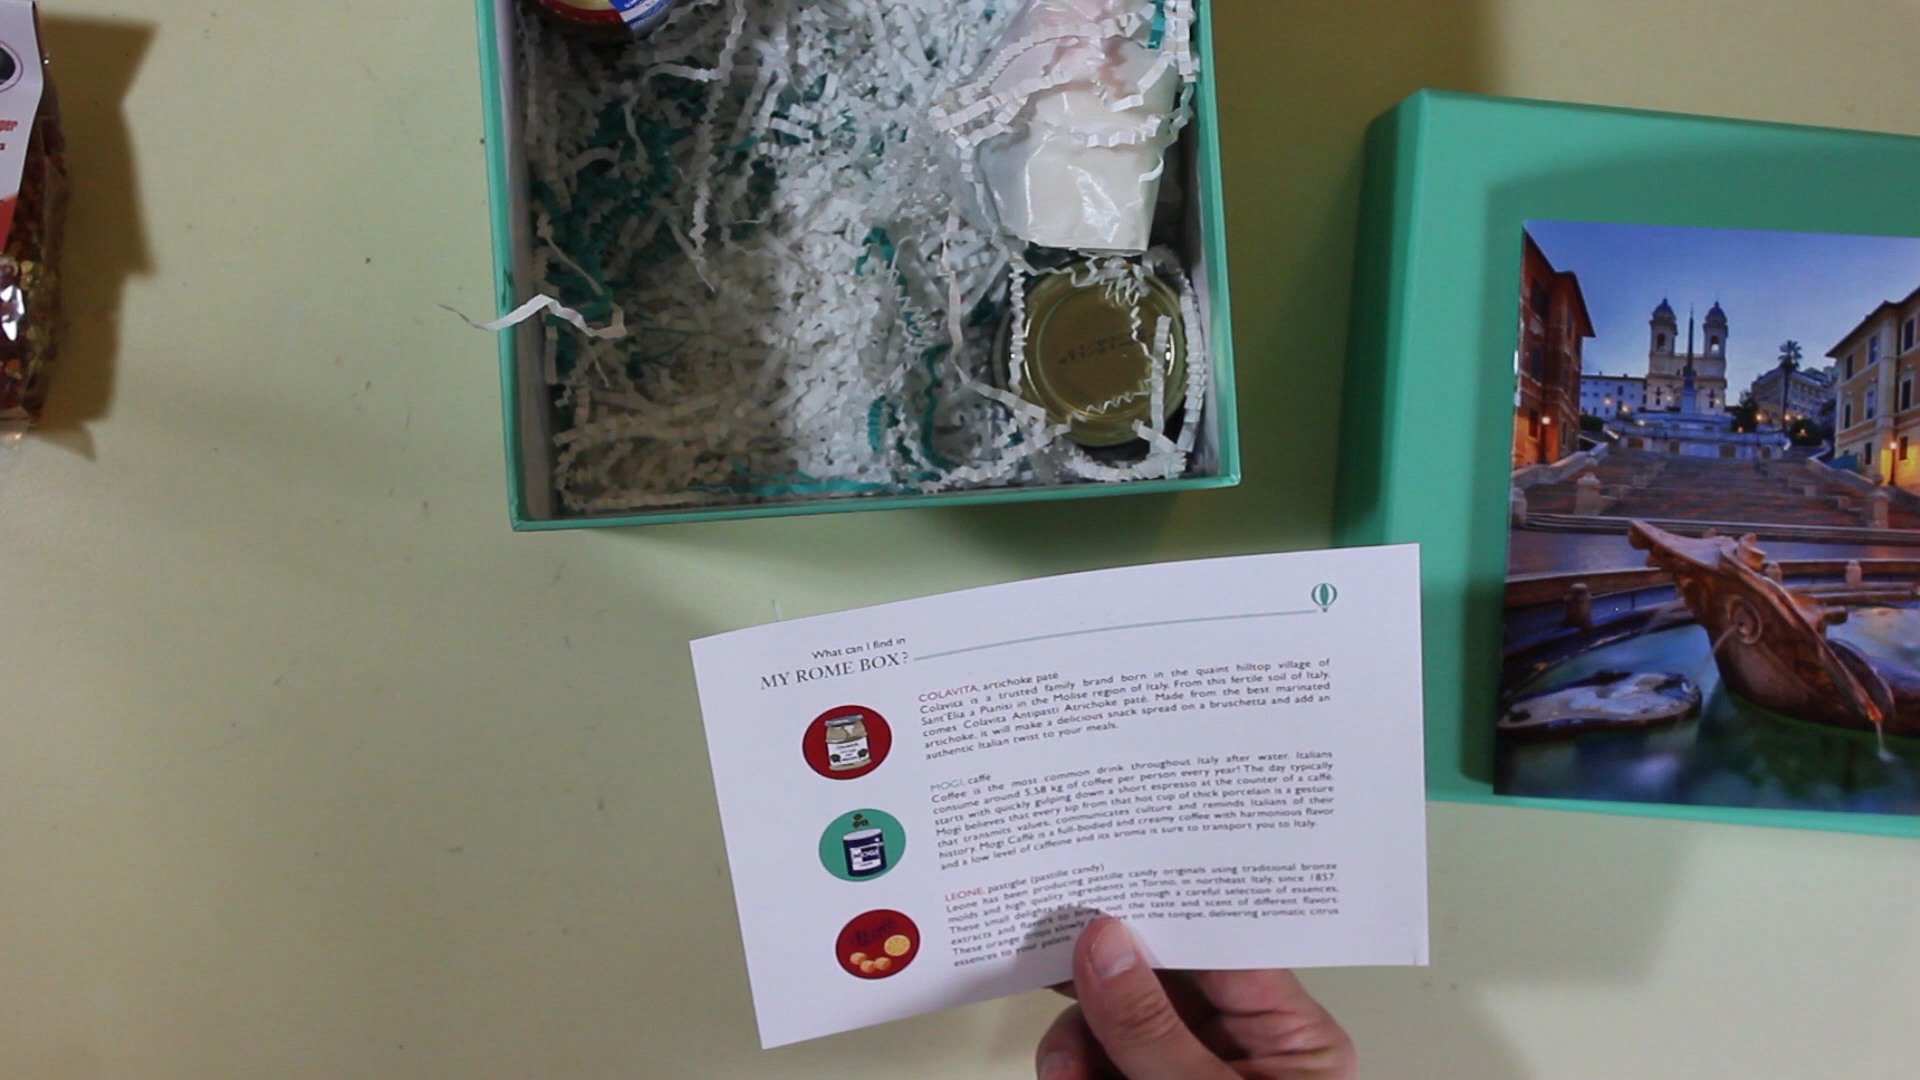 per
s
What can I find in
MY ROME BOX?
COLAVITA, artichoke paté
Colavita is a trusted family brand born in the quaint hilltop village of
Sant'Elia a Pianisi in the Molise region of Italy. From this fertile soil of Italy,
comes Colavita Antipasti Atrichoke paté. Made from the best marinated
artichoke, it will make a delicious snack spread on a bruschetta and add an
authentic Italian twist to your meals.
MOGI, caffé
Coffee is the most common drink throughout Italy after water. Italians
consume around 5,58 kg of coffee per person every year! The day typically
starts with quickly gulping down a short espresso at the counter of a caffé.
Mogi believes that every sip from that hot cup of thick porcelain is a gesture
that transmits values, communicates culture and reminds Italians of their
history. Mogi Caffé is a full-bodied and creamy coffee with harmonious flavor
and a low level of caffeine and its aroma is sure to transport you to Italy.
MOGI
LEONE, pastiglie (pastille candy)
Leone has been producing pastille candy originals using traditional bronze
molds and high quality ingredients in Torino, in northeast Italy, since 1857.
These small delights are produced through a careful selection of essences,
extracts and flavors to bring out the taste and scent of different flavors.
These orange drops slowly on the tongue, delivering aromatic citrus
essences to your palate.